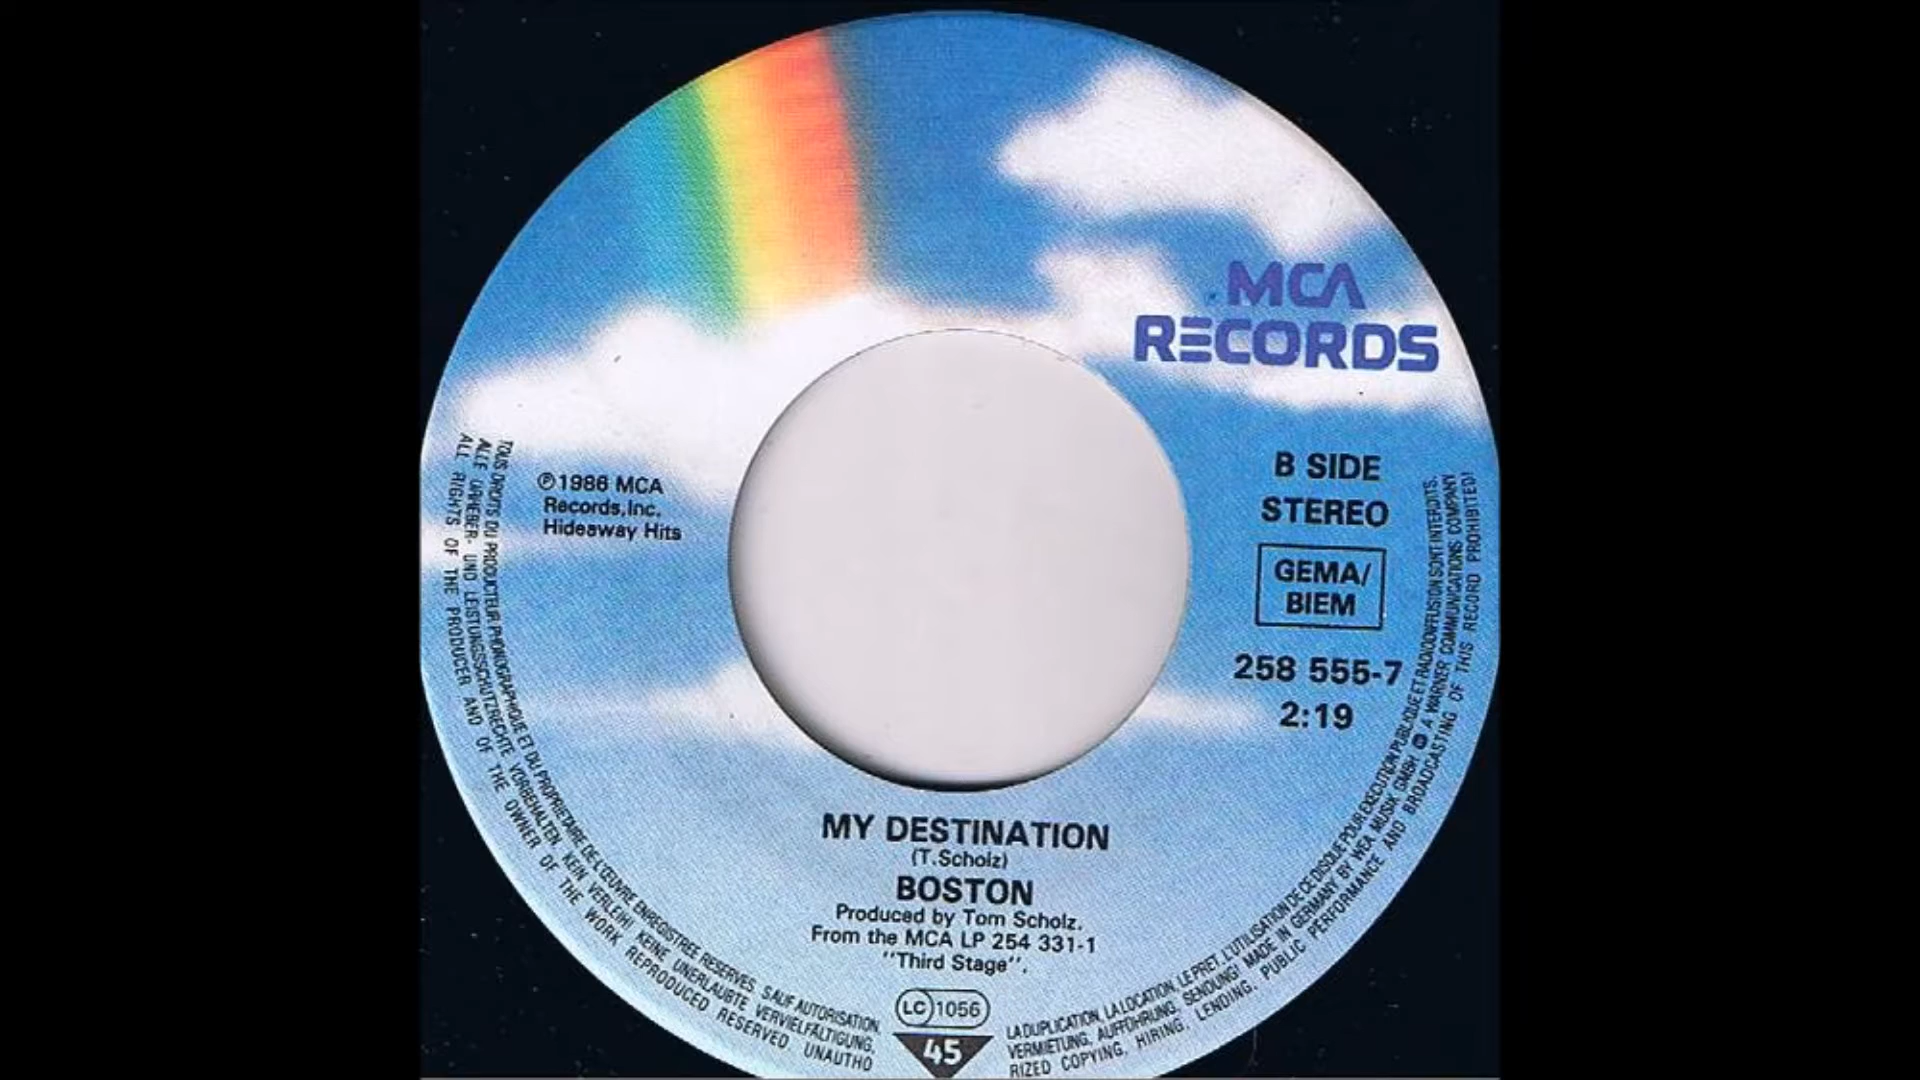 MCA
RECORDS
B SIDE
STEREO
GEMA/
BIEM
258 555-7
2:19
℗1986 MCA
Records,Inc.
Hideaway Hits
MY DESTINATION
(T.Scholz)
BOSTON
Produced by Tom Scholz.
From the MCA LP 254 331-1
"Third Stage".
LC 1056
45
TOUS DROITS DU PRODUCTEUR PHONOGRAPHIQUE ET DU PROPRIETAIRE DE L'ŒUVRE ENREGISTREE RESERVES. SAUF AUTORISATION,
ALLE URHEBER- UND LEISTUNGSSCHUTZRECHTE VORBEHALTEN. KEIN VERLEIH! KEINE UNERLAUBTE VERVIELFÄLTIGUNG,
ALL RIGHTS OF THE PRODUCER AND OF THE OWNER OF THE WORK REPRODUCED RESERVED UNAUTHO
LA DUPLICATION, LA LOCATION, LE PRET, L'UTILISATION DE CE DISQUE POUR EXECUTION PUBLIQUE ET RADIODIFFUSION SONT INTERDITS.
VERMIETUNG, AUFFÜHRUNG, SENDUNG! MADE IN GERMANY BY WEA MUSIK GMBH A WARNER COMMUNICATIONS COMPANY
RIZED COPYING, HIRING, LENDING, PUBLIC PERFORMANCE AND BROADCASTING OF THIS RECORD PROHIBITED!